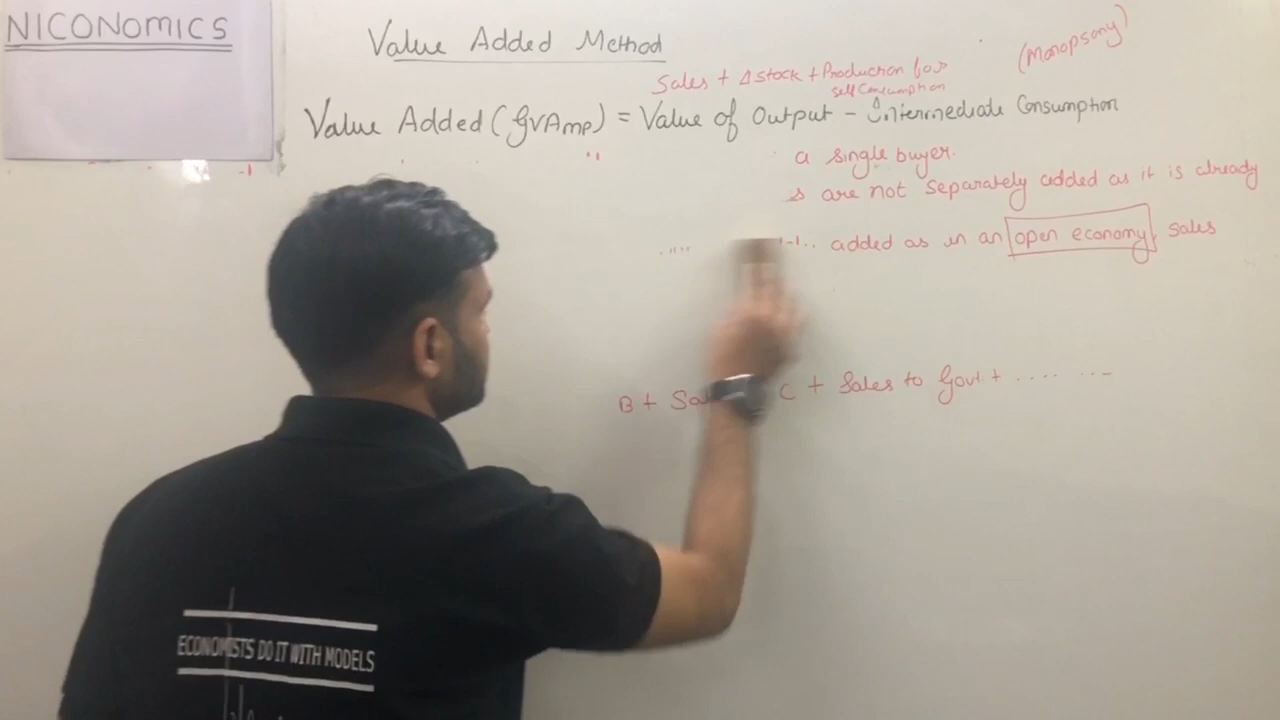 NICONOMICS
Value Added Method
(Monopsony)
Sales + Δ stock + Production for
self Consumption
Value Added (GVAMP) = Value of Output - Intermediate Consumption
a single buyer.
s are not separately added as it is already
added as in an open economy, sales
B + Sa C + Sales to Govt. + .... ...
ECONOMISTS DO IT WITH MODELS